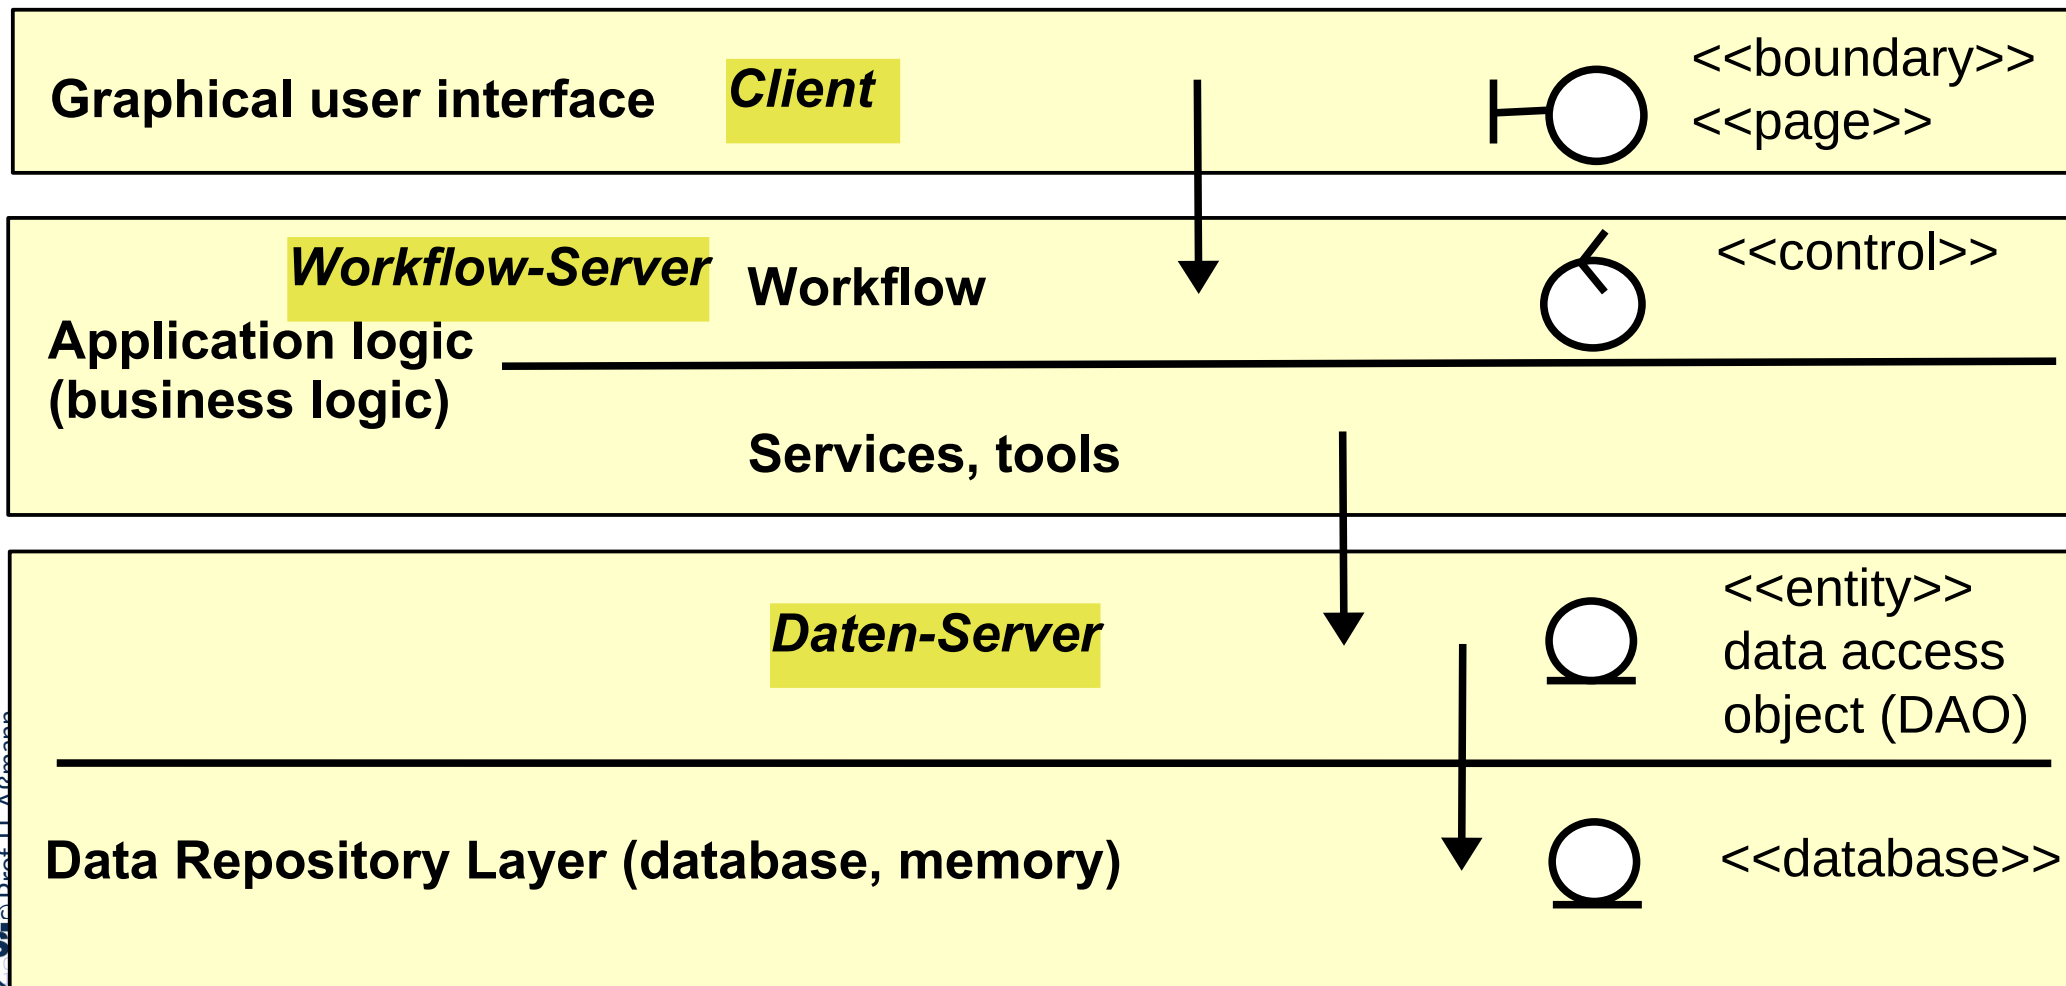 Graphical user interface
Client
<<boundary>>
<<page>>
Workflow-Server
Workflow
<<control>>
Application logic
(business logic)
Services, tools
Daten-Server
<<entity>>
data access
object (DAO)
Data Repository Layer (database, memory)
<<database>>